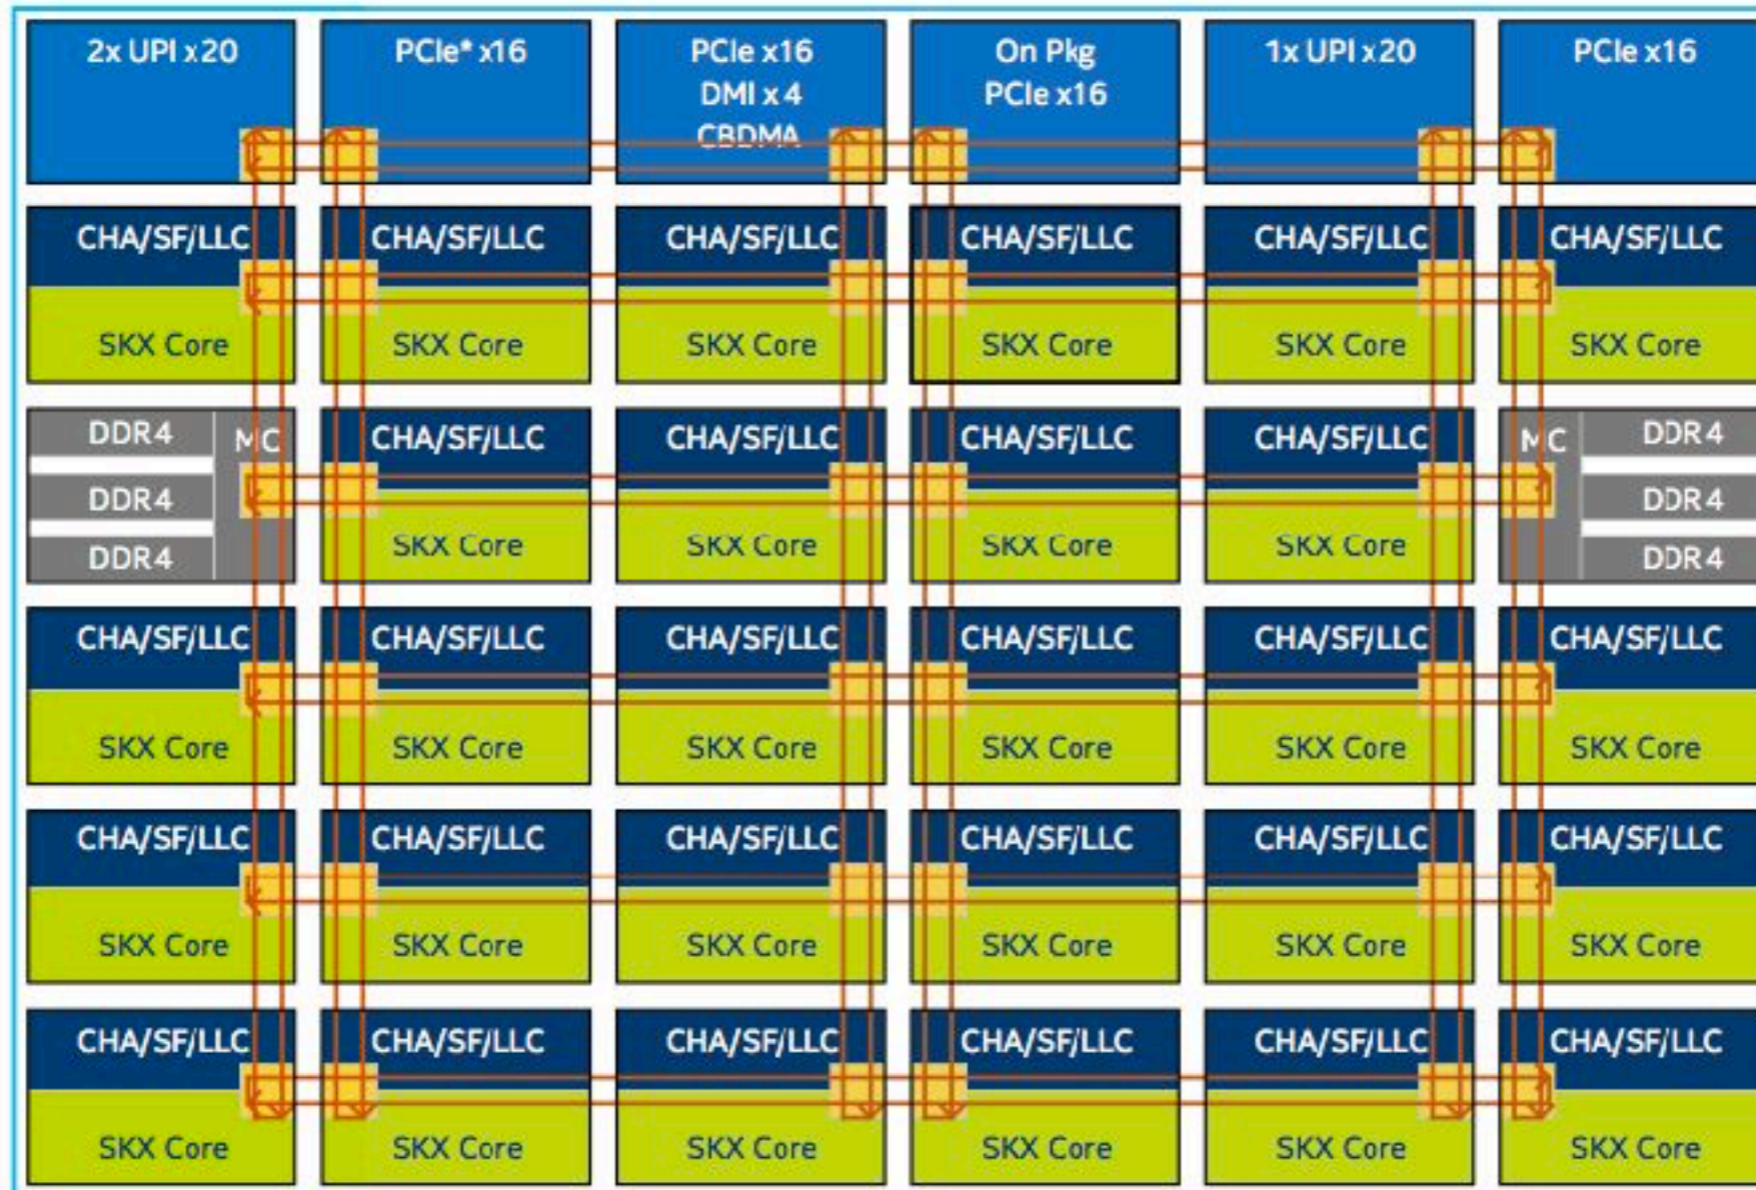 2x UPI x20
PCIe* x16
PCIe x16
DMI x 4
CBDMA
On Pkg
PCIe x16
1x UPI x20
PCIe x16
CHA/SF/LLC
CHA/SF/LLC
CHA/SF/LLC
CHA/SF/LLC
CHA/SF/LLC
CHA/SF/LLC
SKX Core
SKX Core
SKX Core
SKX Core
SKX Core
SKX Core
DDR4
DDR4
DDR4
MC
CHA/SF/LLC
CHA/SF/LLC
CHA/SF/LLC
CHA/SF/LLC
SKX Core
SKX Core
SKX Core
SKX Core
MC
DDR4
DDR4
DDR4
CHA/SF/LLC
CHA/SF/LLC
CHA/SF/LLC
CHA/SF/LLC
CHA/SF/LLC
CHA/SF/LLC
SKX Core
SKX Core
SKX Core
SKX Core
SKX Core
SKX Core
CHA/SF/LLC
CHA/SF/LLC
CHA/SF/LLC
CHA/SF/LLC
CHA/SF/LLC
CHA/SF/LLC
SKX Core
SKX Core
SKX Core
SKX Core
SKX Core
SKX Core
CHA/SF/LLC
CHA/SF/LLC
CHA/SF/LLC
CHA/SF/LLC
CHA/SF/LLC
CHA/SF/LLC
SKX Core
SKX Core
SKX Core
SKX Core
SKX Core
SKX Core